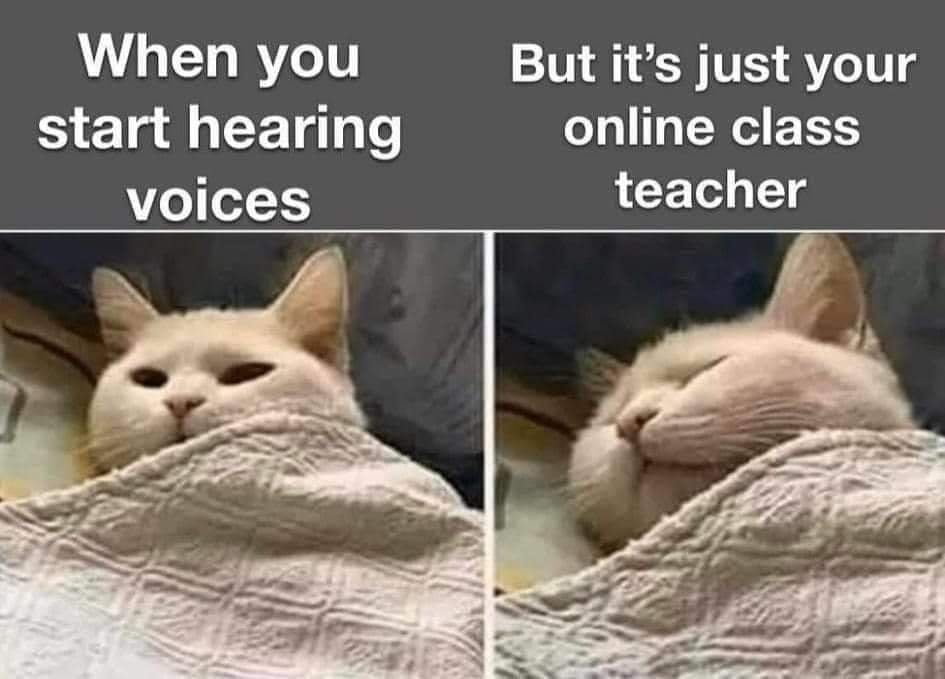 When you
start hearing
voices
But it’s just your
online class
teacher